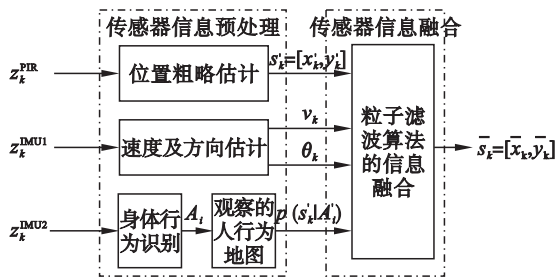 传感器信息预处理
传感器信息融合
z_k^PIR
位置粗略估计
s'_k=[x'_k,y'_k]
z_k^IMU1
速度及方向估计
v_k
θ_k
粒子滤
波算法
的信息
融合
s̄_k=[x̄_k,ȳ_k]
z_k^IMU2
身体行
为识别
A_i
观察的
人行为
地图
p(s'_k|A'_i)